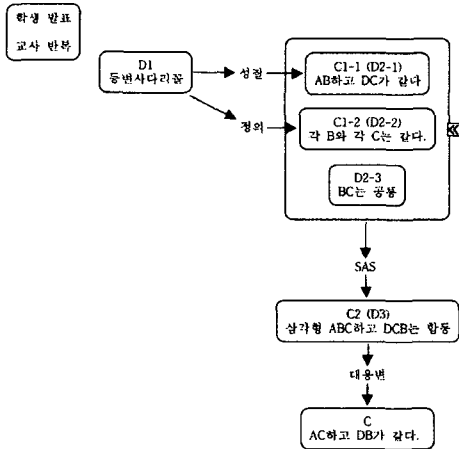 학생 발표
교사 반복
D1
등변사다리꼴
성질
정의
C1-1 (D2-1)
AB하고 DC가 같다
C1-2 (D2-2)
각 B와 각 C는 같다.
D2-3
BC는 공통
SAS
C2 (D3)
삼각형 ABC하고 DCB는 합동
대응변
C
AC하고 DB가 같다.